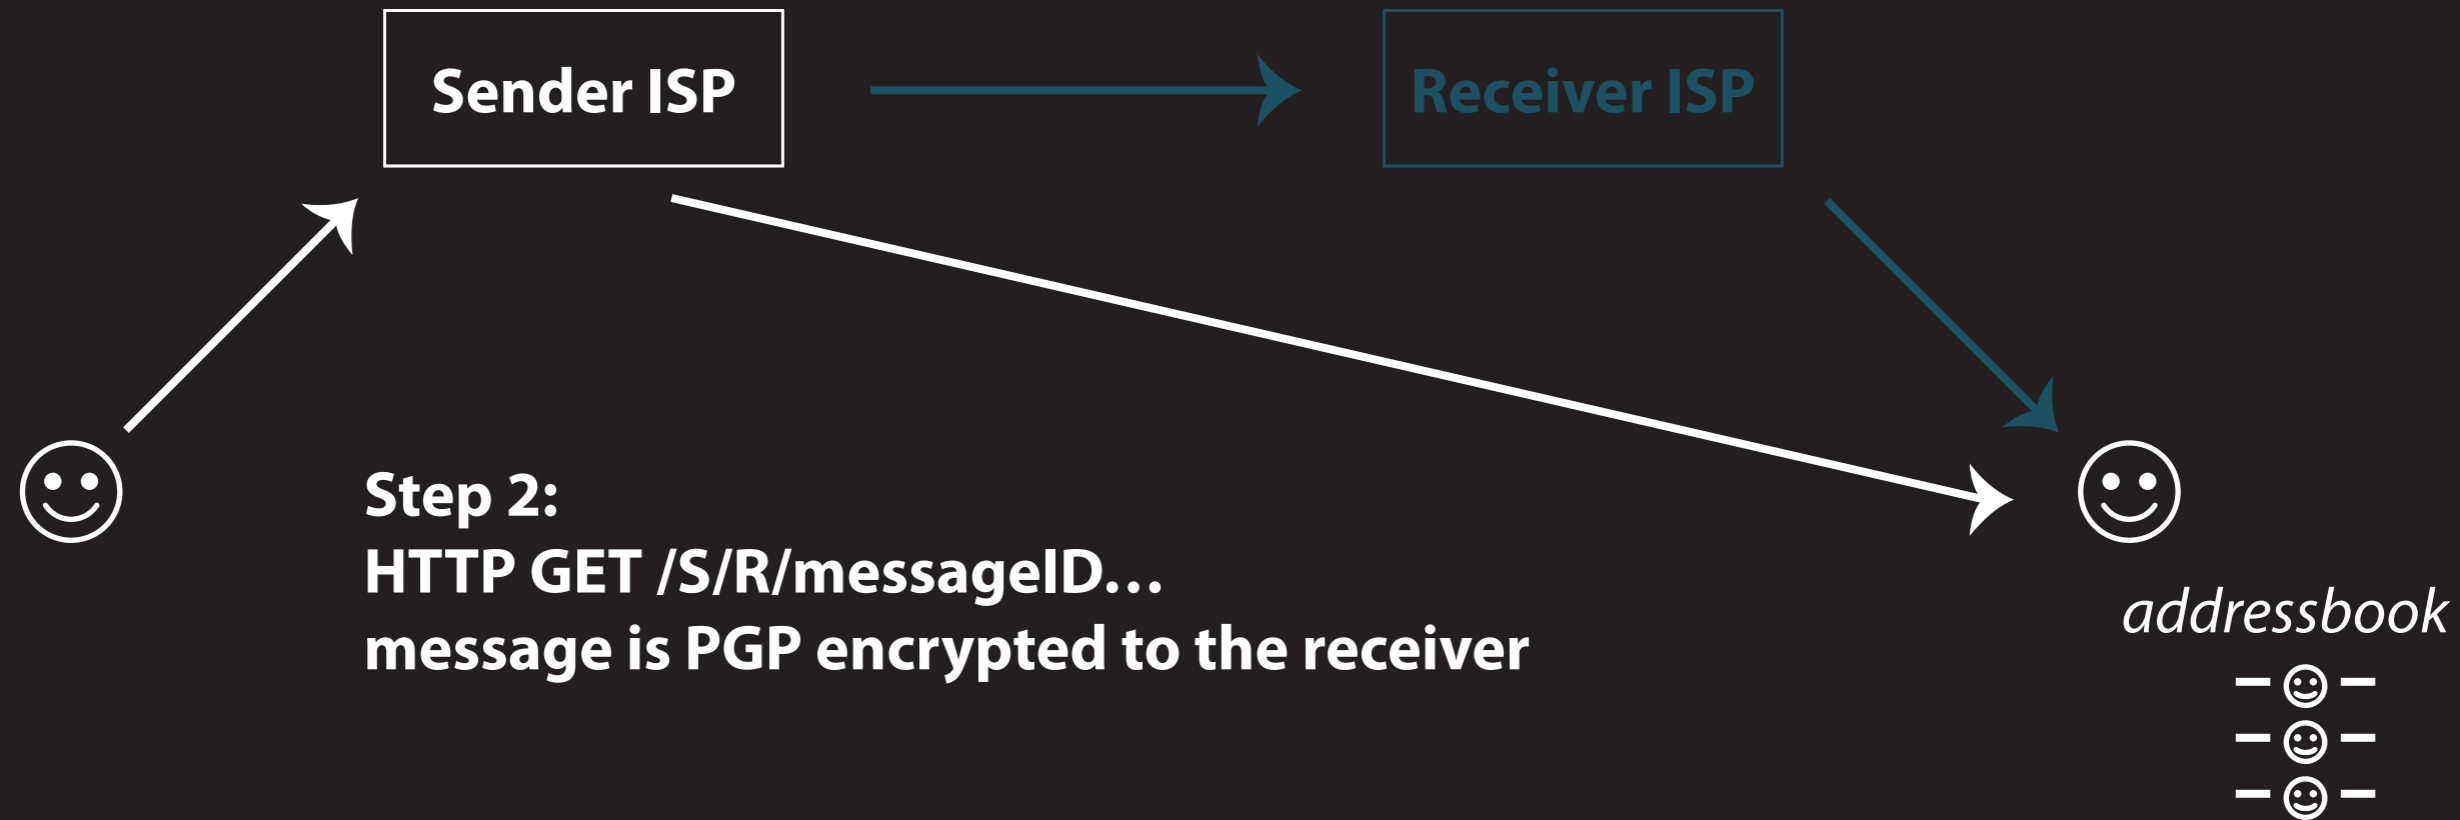 Sender ISP
Receiver ISP
Step 2:
HTTP GET /S/R/messageID…
message is PGP encrypted to the receiver
addressbook